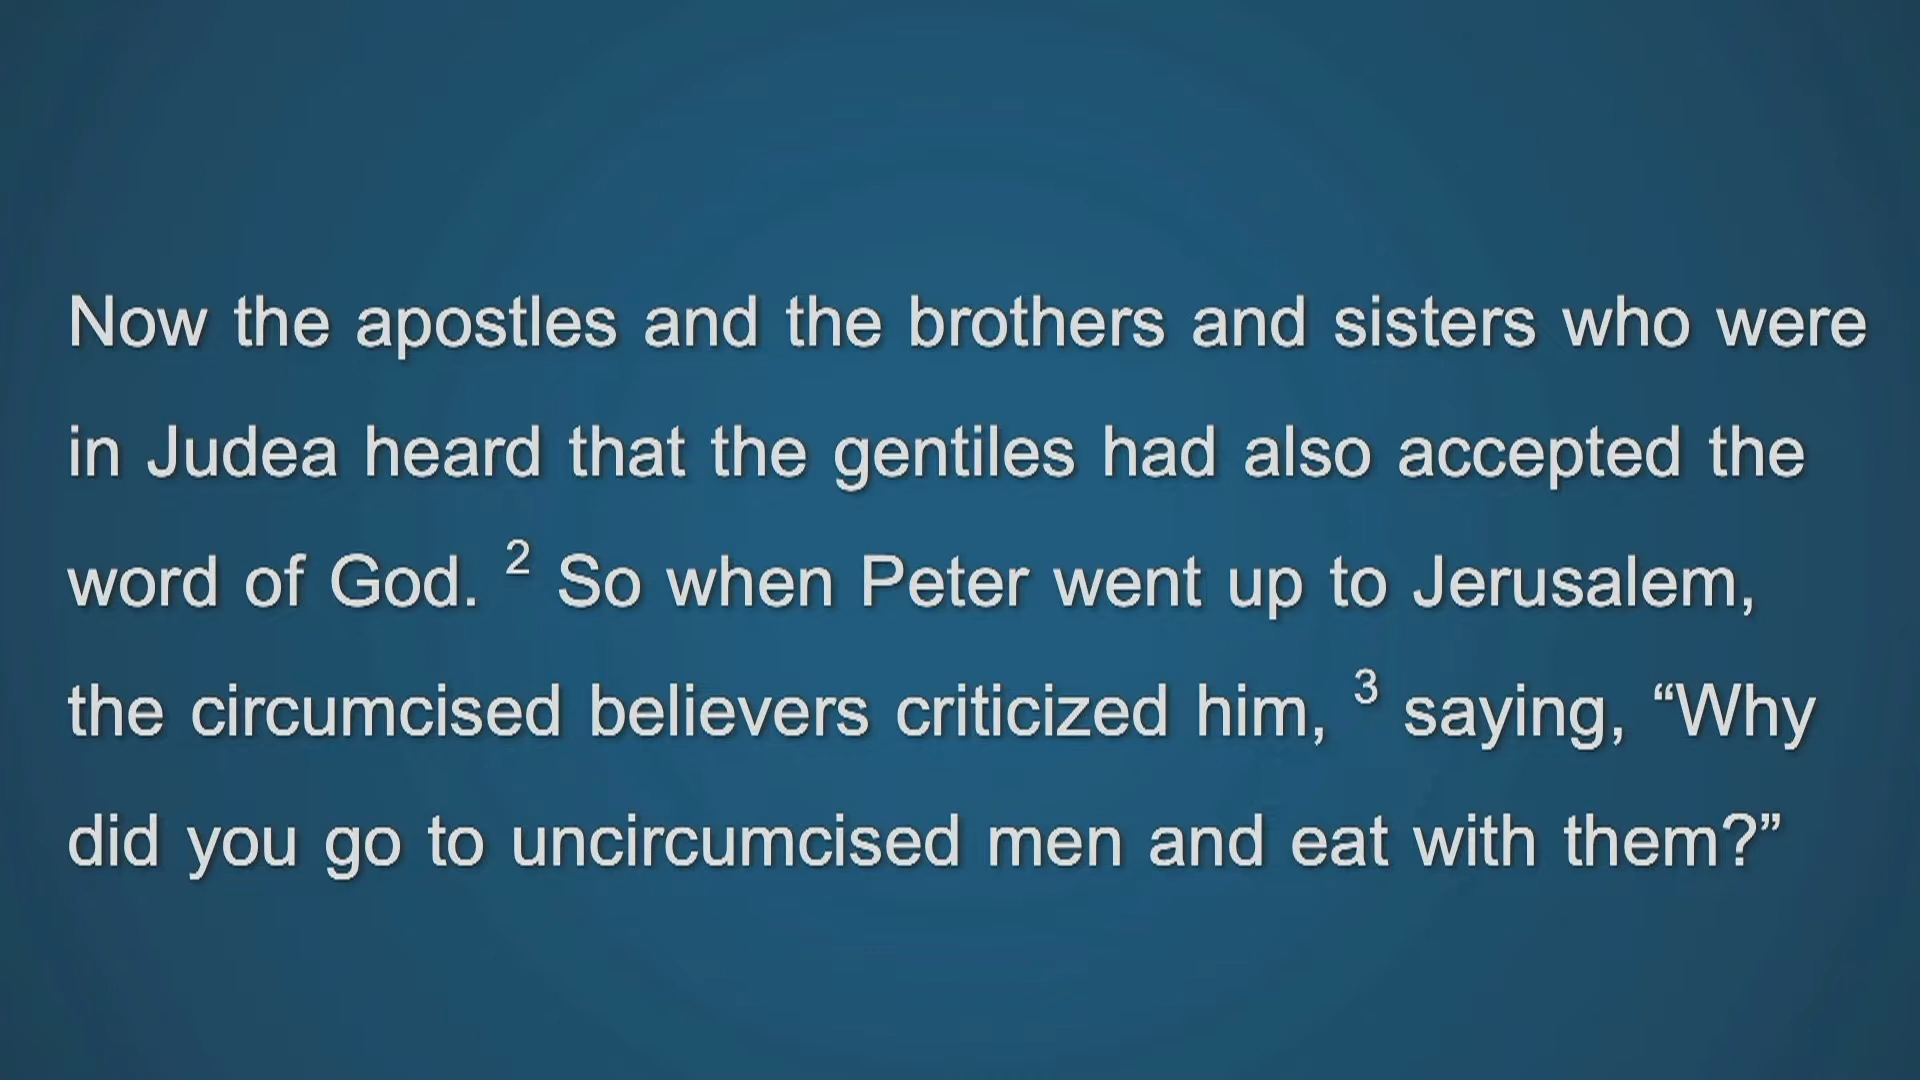 Now the apostles and the brothers and sisters who were
in Judea heard that the gentiles had also accepted the
word of God. 2 So when Peter went up to Jerusalem,
the circumcised believers criticized him, 3 saying, “Why
did you go to uncircumcised men and eat with them?”